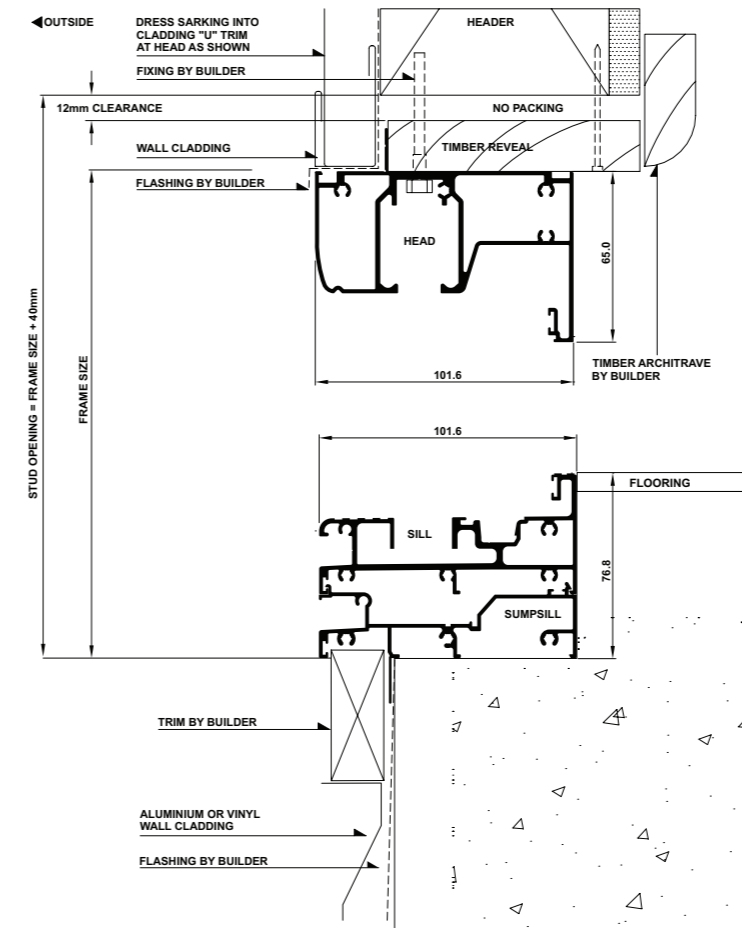 OUTSIDE
DRESS SARKING INTO
CLADDING "U" TRIM
AT HEAD AS SHOWN
HEADER
FIXING BY BUILDER
12mm CLEARANCE
NO PACKING
WALL CLADDING
TIMBER REVEAL
FLASHING BY BUILDER
HEAD
65.0
TIMBER ARCHITRAVE
BY BUILDER
101.6
STUD OPENING = FRAME SIZE + 40mm
FRAME SIZE
101.6
FLOORING
SILL
76.8
SUMPSILL
TRIM BY BUILDER
ALUMINIUM OR VINYL
WALL CLADDING
FLASHING BY BUILDER